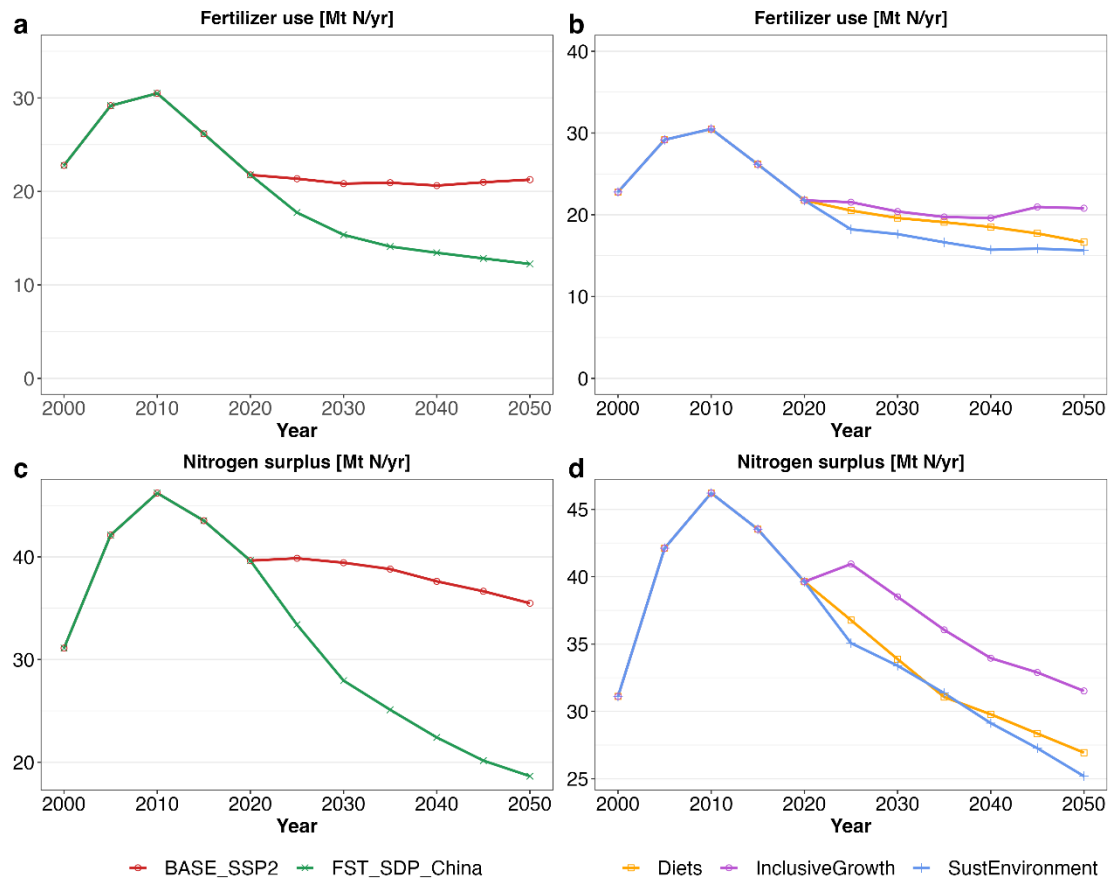 a
Fertilizer use [Mt N/yr]
30
20
10
0
2000 2010 2020 2030 2040 2050
Year
b
Fertilizer use [Mt N/yr]
40
30
20
10
0
2000 2010 2020 2030 2040 2050
Year
c
Nitrogen surplus [Mt N/yr]
40
30
20
2000 2010 2020 2030 2040 2050
Year
d
Nitrogen surplus [Mt N/yr]
45
40
35
30
25
2000 2010 2020 2030 2040 2050
Year
BASE_SSP2 FST_SDP_China
Diets InclusiveGrowth SustEnvironment